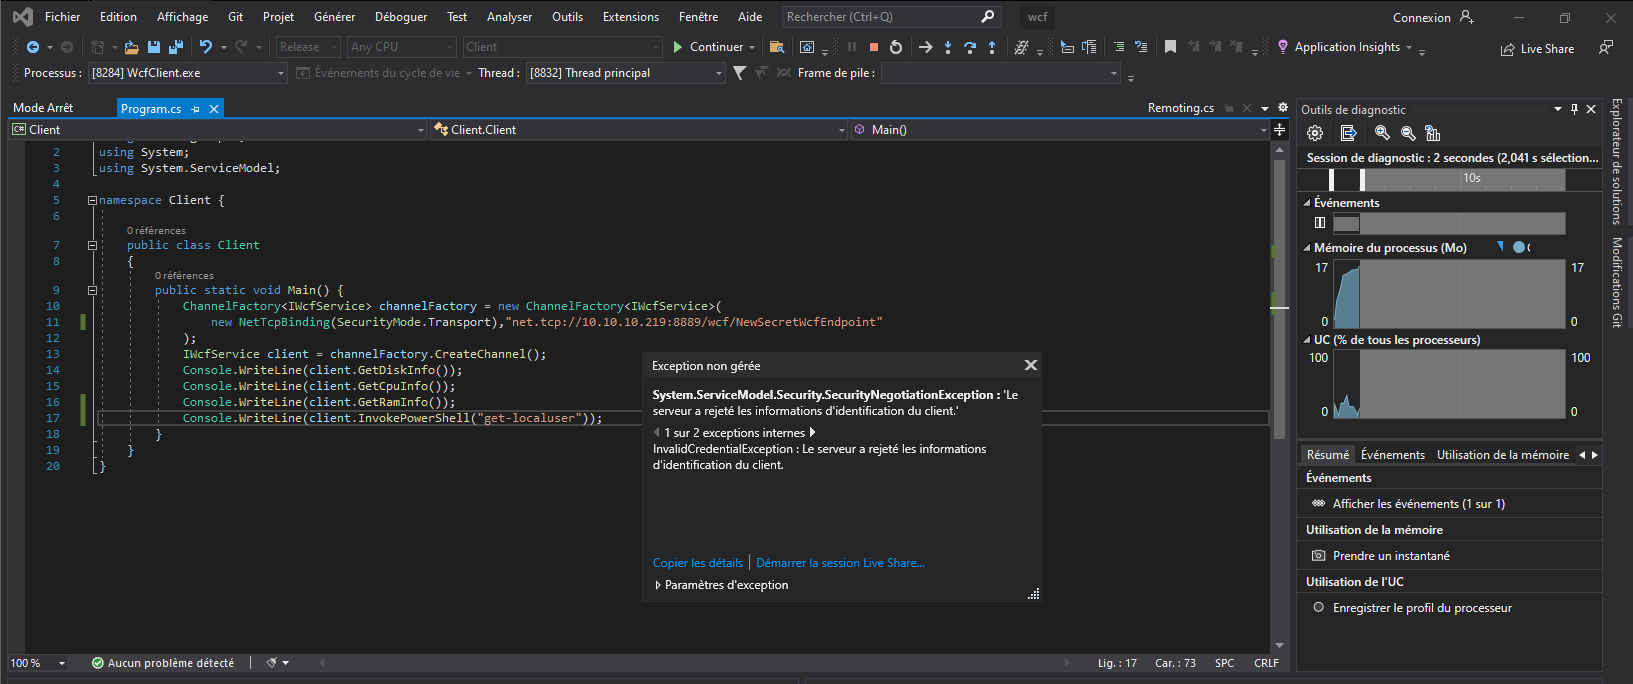 Fichier Edition Affichage Git Projet Générer Déboguer Test Analyser Outils Extensions Fenêtre Aide Rechercher (Ctrl+Q) wcf Connexion
Release Any CPU Client Continuer Application Insights Live Share
Processus : [8284] WcfClient.exe Événements du cycle de vie Thread : [8832] Thread principal Frame de pile :
Mode Arrêt Program.cs Remoting.cs
C# Client Client.Client Main()
2 using System;
3 using System.ServiceModel;
4
5 namespace Client {
6
0 références
7 public class Client
8 {
0 références
9 public static void Main() {
10 ChannelFactory<IWcfService> channelFactory = new ChannelFactory<IWcfService>(
11 new NetTcpBinding(SecurityMode.Transport),"net.tcp://10.10.10.219:8889/wcf/NewSecretWcfEndpoint"
12 );
13 IWcfService client = channelFactory.CreateChannel();
14 Console.WriteLine(client.GetDiskInfo());
15 Console.WriteLine(client.GetCpuInfo());
16 Console.WriteLine(client.GetRamInfo());
17 Console.WriteLine(client.InvokePowerShell("get-localuser"));
18 }
19 }
20 }
Exception non gérée
System.ServiceModel.Security.SecurityNegotiationException : 'Le
serveur a rejeté les informations d'identification du client.'
1 sur 2 exceptions internes
InvalidCredentialException : Le serveur a rejeté les informations
d'identification du client.
Copier les détails Démarrer la session Live Share...
Paramètres d'exception
100 % Aucun problème détecté Lig. : 17 Car. : 73 SPC CRLF
Outils de diagnostic
Session de diagnostic : 2 secondes (2,041 s sélection...
10s
Événements
Mémoire du processus (Mo)
17 17
0 0
UC (% de tous les processeurs)
100 100
0 0
Résumé Événements Utilisation de la mémoire
Événements
Afficher les événements (1 sur 1)
Utilisation de la mémoire
Prendre un instantané
Utilisation de l'UC
Enregistrer le profil du processeur
Explorateur de solutions
Modifications Git